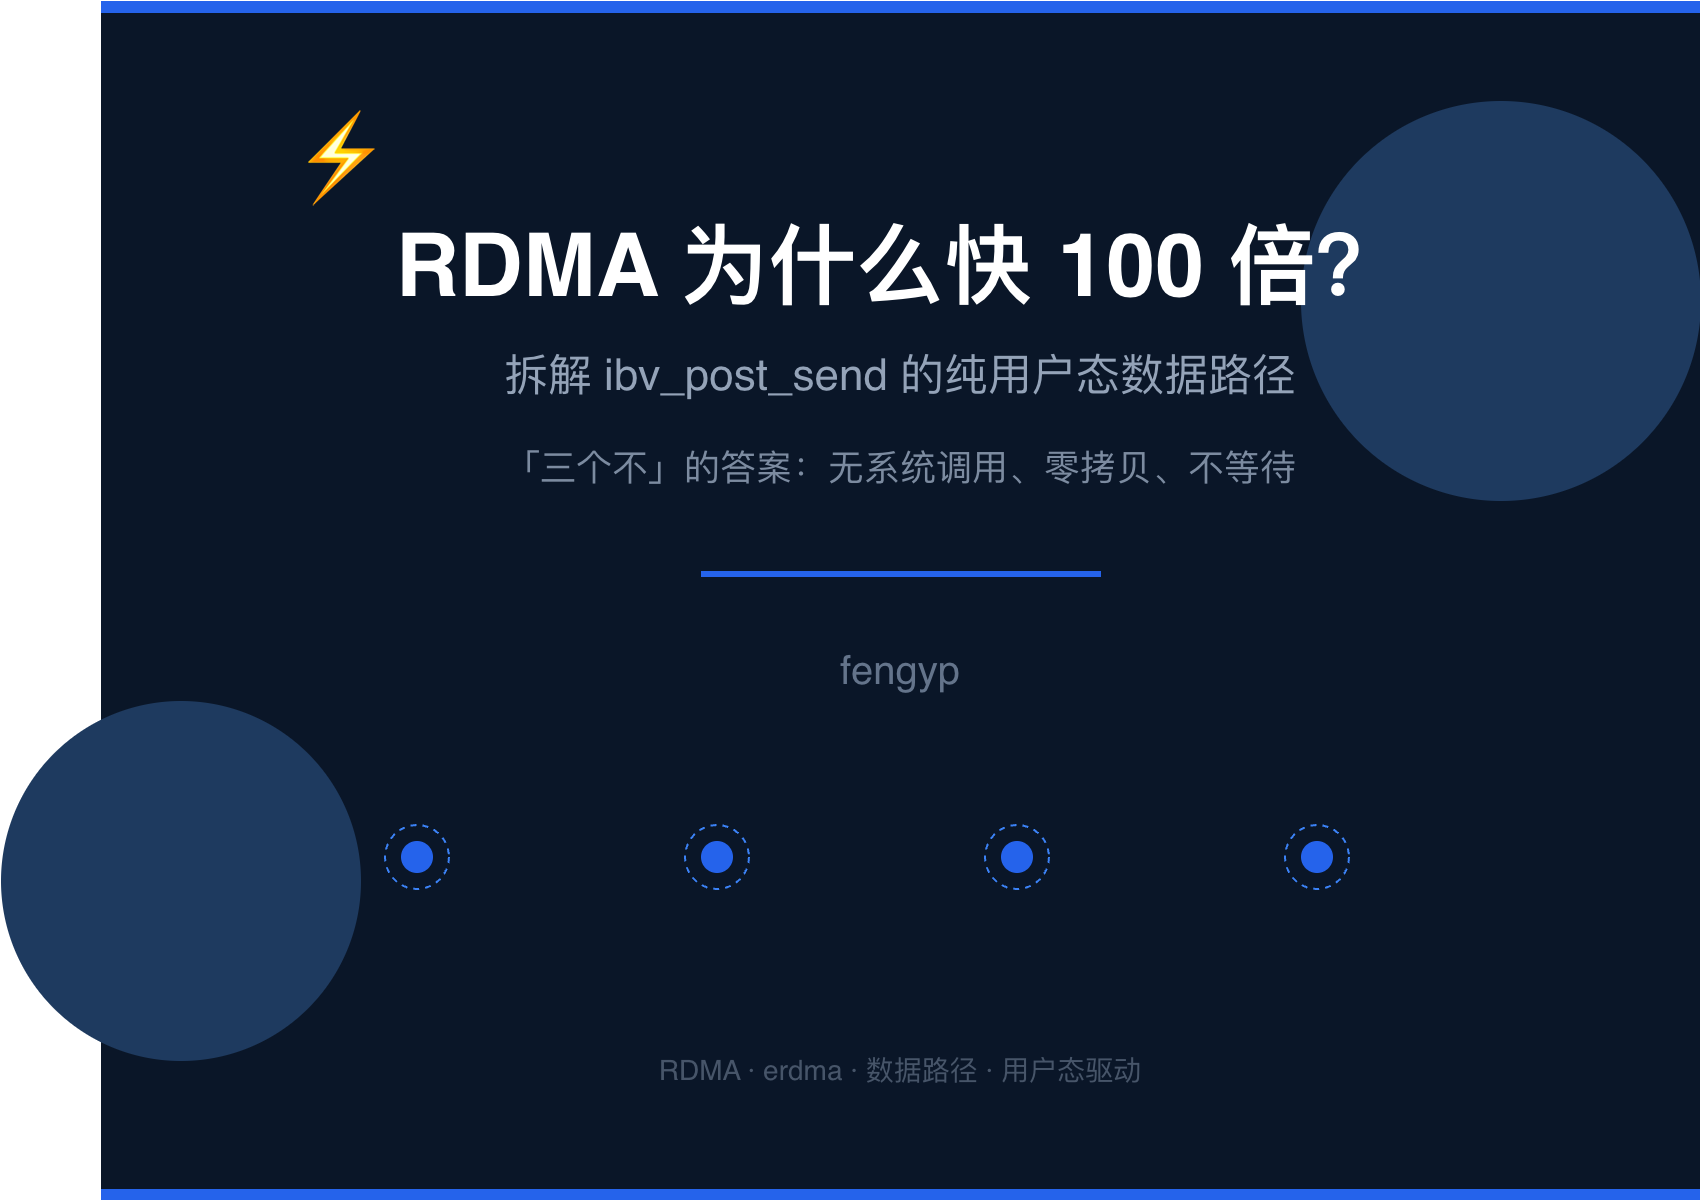 RDMA 为什么快 100 倍?
拆解 ibv_post_send 的纯用户态数据路径
「三个不」的答案：无系统调用、零拷贝、不等待
fengyp
RDMA · erdma · 数据路径 · 用户态驱动